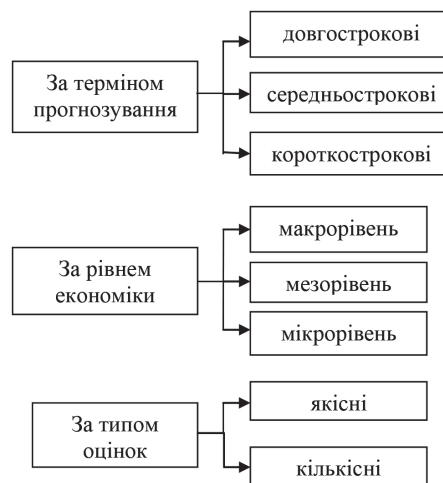 За терміном
прогнозування
довгострокові
середньострокові
короткострокові
За рівнем
економіки
макрорівень
мезорівень
мікрорівень
За типом
оцінок
якісні
кількісні